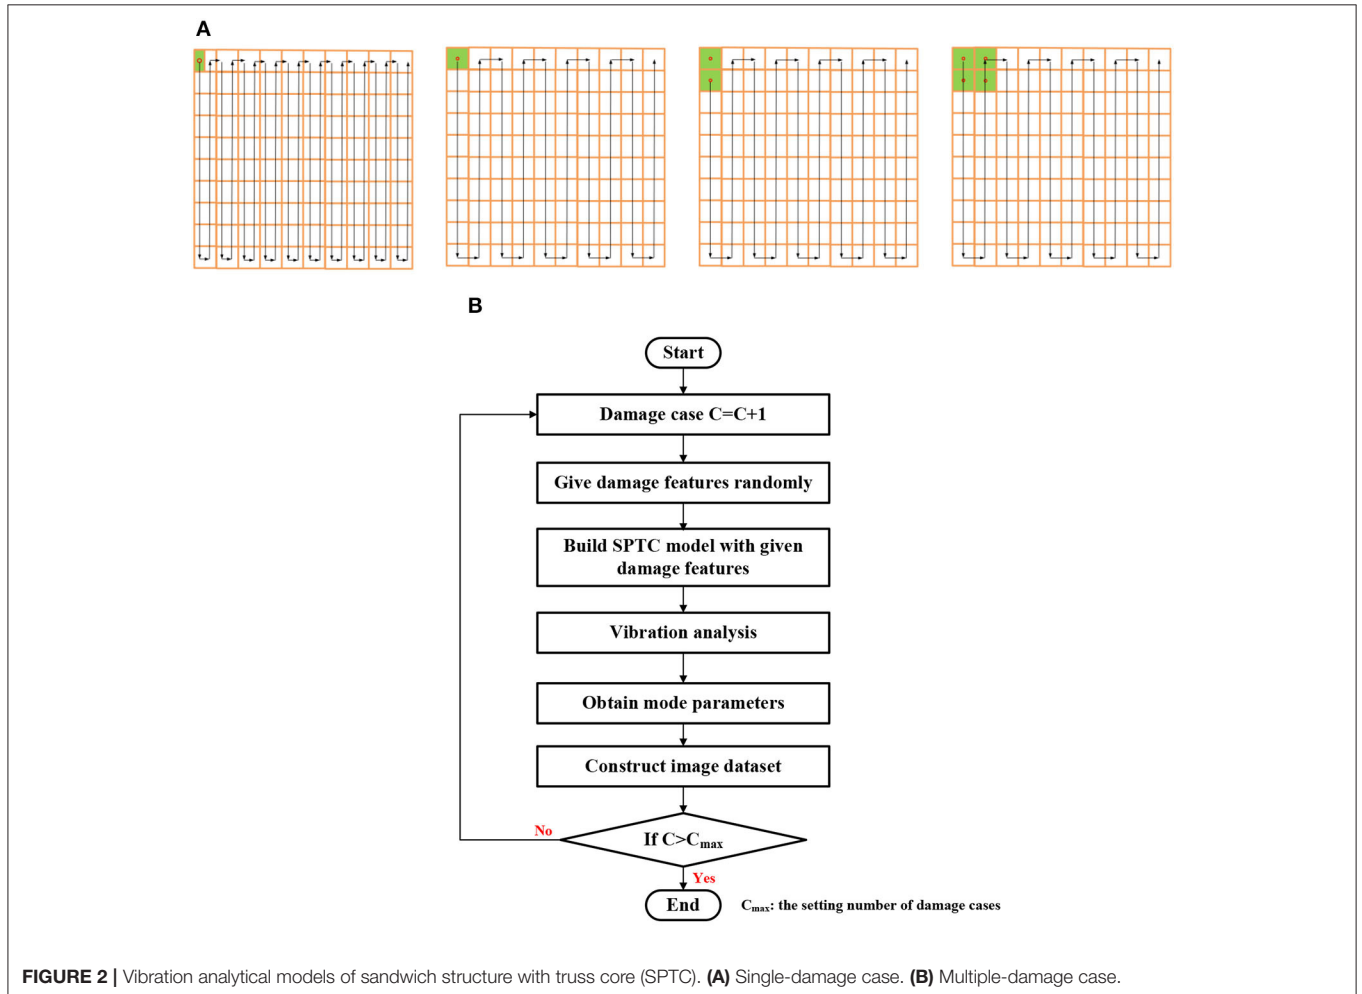 A
B
Start
Damage case C=C+1
Give damage features randomly
Build SPTC model with given
damage features
Vibration analysis
Obtain mode parameters
Construct image dataset
If C>Cmax
No
Yes
End
Cmax: the setting number of damage cases
FIGURE 2 | Vibration analytical models of sandwich structure with truss core (SPTC). (A) Single-damage case. (B) Multiple-damage case.